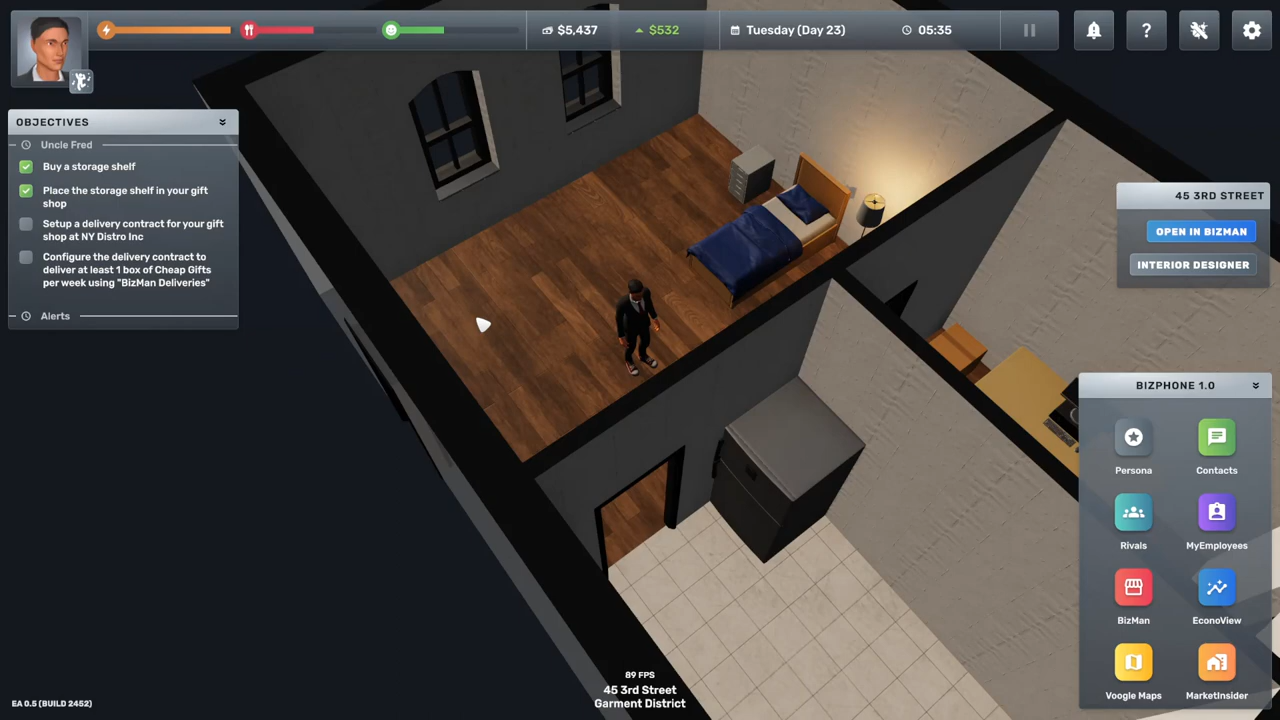 $5,437
$532
Tuesday (Day 23)
05:35
?
OBJECTIVES
Uncle Fred
Buy a storage shelf
Place the storage shelf in your gift
shop
Setup a delivery contract for your gift
shop at NY Distro Inc
Configure the delivery contract to
deliver at least 1 box of Cheap Gifts
per week using "BizMan Deliveries"
Alerts
45 3RD STREET
OPEN IN BIZMAN
INTERIOR DESIGNER
BIZPHONE 1.0
Persona
Contacts
Rivals
MyEmployees
BizMan
EconoView
Voogle Maps
MarketInsider
89 FPS
45 3rd Street
Garment District
EA 0.5 (BUILD 2452)